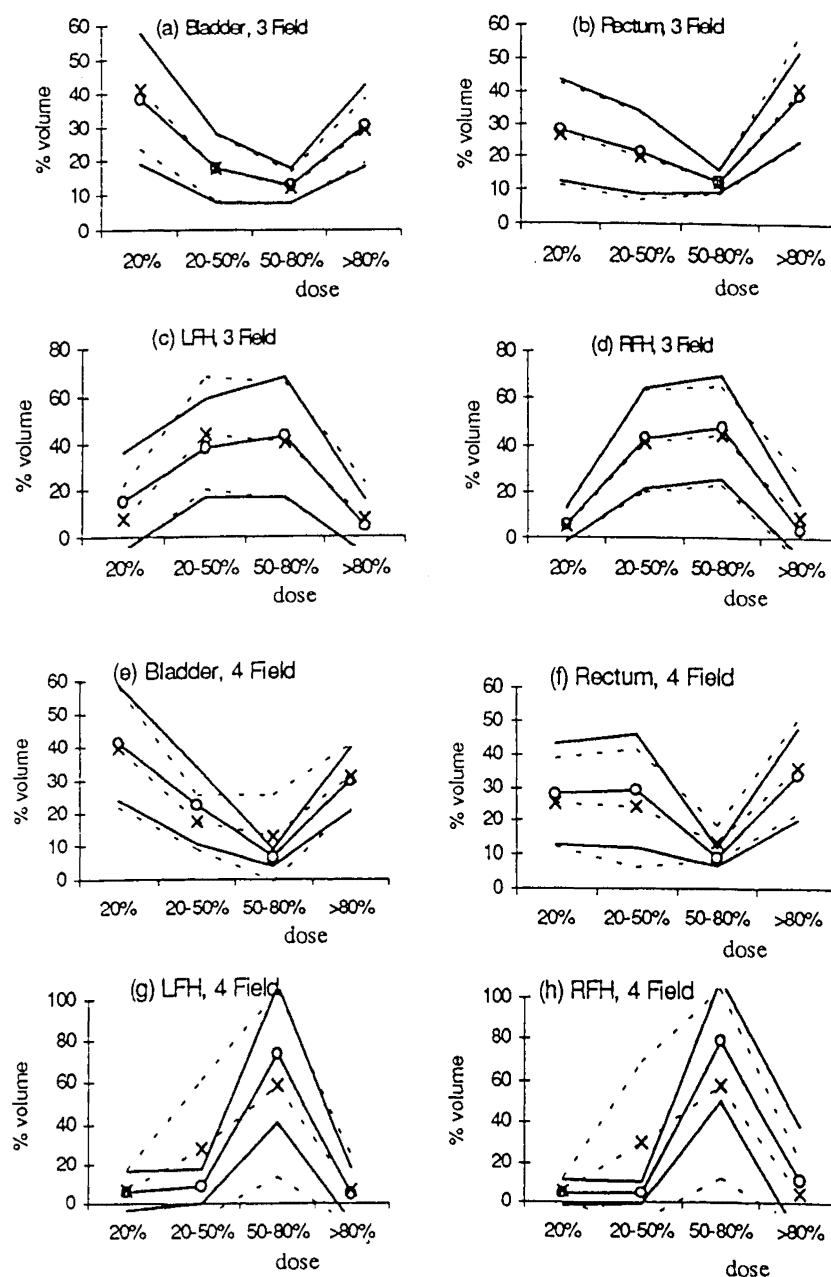 (a) Bladder, 3 Field
60
50
40
30
20
10
0
% volume
20% 20-50% 50-80% >80%
dose
(b) Rectum, 3 Field
60
50
40
30
20
10
0
% volume
20% 20-50% 50-80% >80%
dose
(c) LFH, 3 Field
80
60
40
20
0
% volume
20% 20-50% 50-80% >80%
dose
(d) RFH, 3 Field
80
60
40
20
0
% volume
20% 20-50% 50-80% >80%
dose
(e) Bladder, 4 Field
60
50
40
30
20
10
0
% volume
20% 20-50% 50-80% >80%
dose
(f) Rectum, 4 Field
60
50
40
30
20
10
0
% volume
20% 20-50% 50-80% >80%
dose
(g) LFH, 4 Field
100
80
60
40
20
0
% volume
20% 20-50% 50-80% >80%
dose
(h) RFH, 4 Field
100
80
60
40
20
0
% volume
20% 20-50% 50-80% >80%
dose